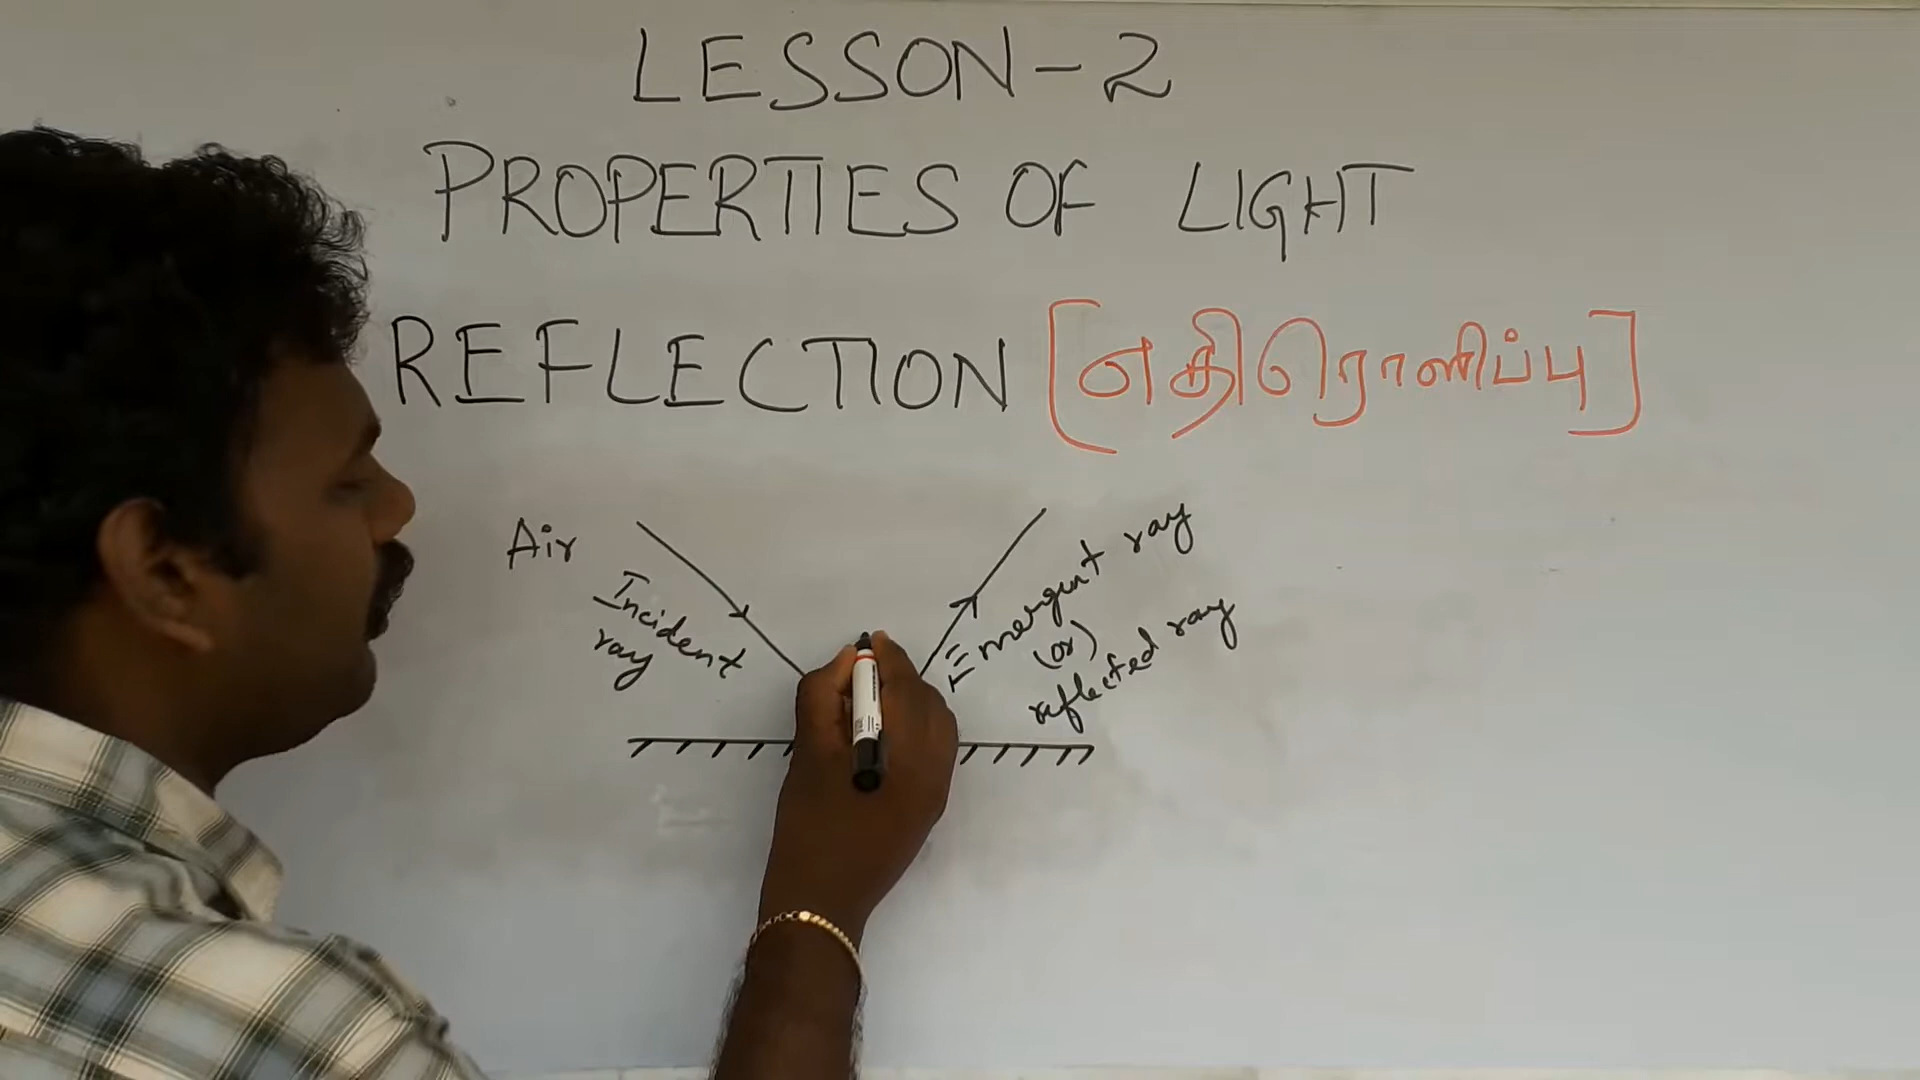 LESSON-2
PROPERTIES OF LIGHT
REFLECTION [எதிரொளிப்பு]
Air
Incident
ray
Emergent ray
(or)
reflected ray